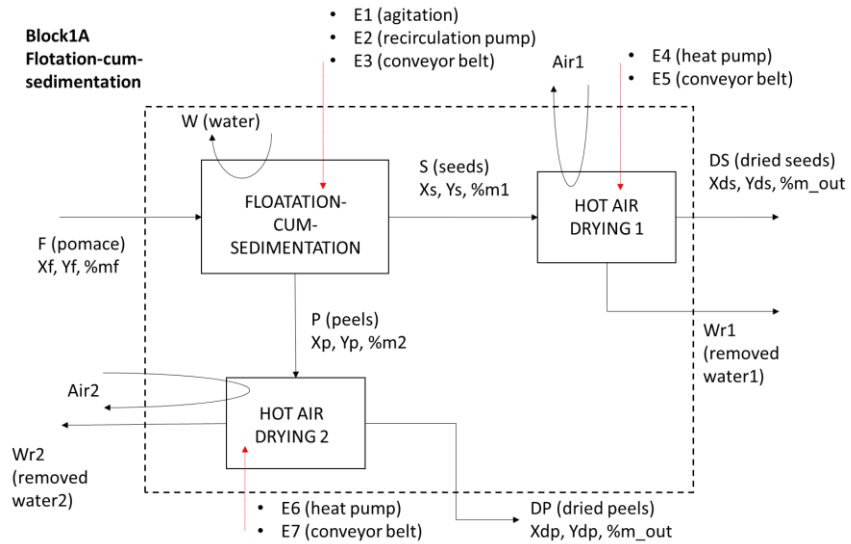 Block1A
Flotation-cum-
sedimentation
• E1 (agitation)
• E2 (recirculation pump)
• E3 (conveyor belt)
Air1
• E4 (heat pump)
• E5 (conveyor belt)
W (water)
FLOATATION-
CUM-
SEDIMENTATION
S (seeds)
Xs, Ys, %m1
HOT AIR
DRYING 1
DS (dried seeds)
Xds, Yds, %m_out
F (pomace)
Xf, Yf, %mf
P (peels)
Xp, Yp, %m2
Wr1
(removed
water1)
Air2
HOT AIR
DRYING 2
Wr2
(removed
water2)
• E6 (heat pump)
• E7 (conveyor belt)
DP (dried peels)
Xdp, Ydp, %m_out